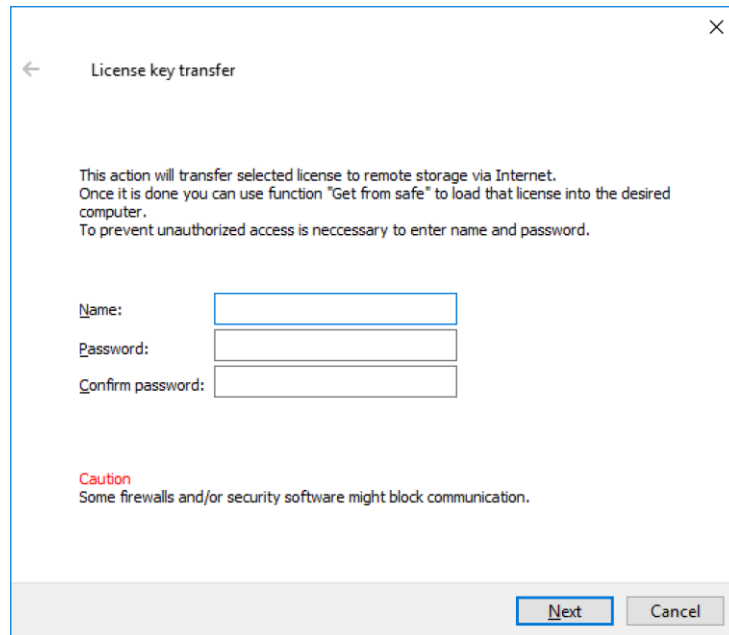 License key transfer
This action will transfer selected license to remote storage via Internet.
Once it is done you can use function "Get from safe" to load that license into the desired
computer.
To prevent unauthorized access is neccessary to enter name and password.
Name:
Password:
Confirm password:
Caution
Some firewalls and/or security software might block communication.
Next Cancel